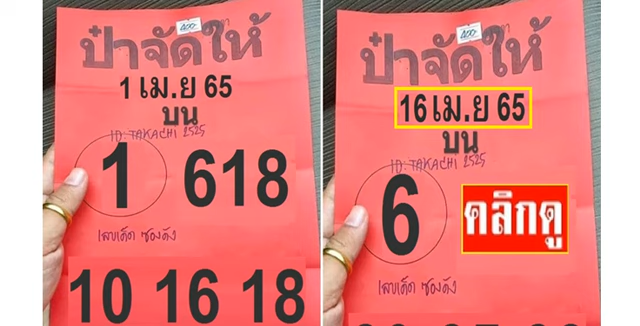 400.-
ป๋าจัดให้
1 เม.ย 65
บน
ID: TAKACHI 2525
1 618
เลขเด็ด ซองดัง
10 16 18
400.-
ป๋าจัดให้
16 เม.ย 65
บน
ID: TAKACHI 2525
6 คลิกดู
เลขเด็ด ซองดัง